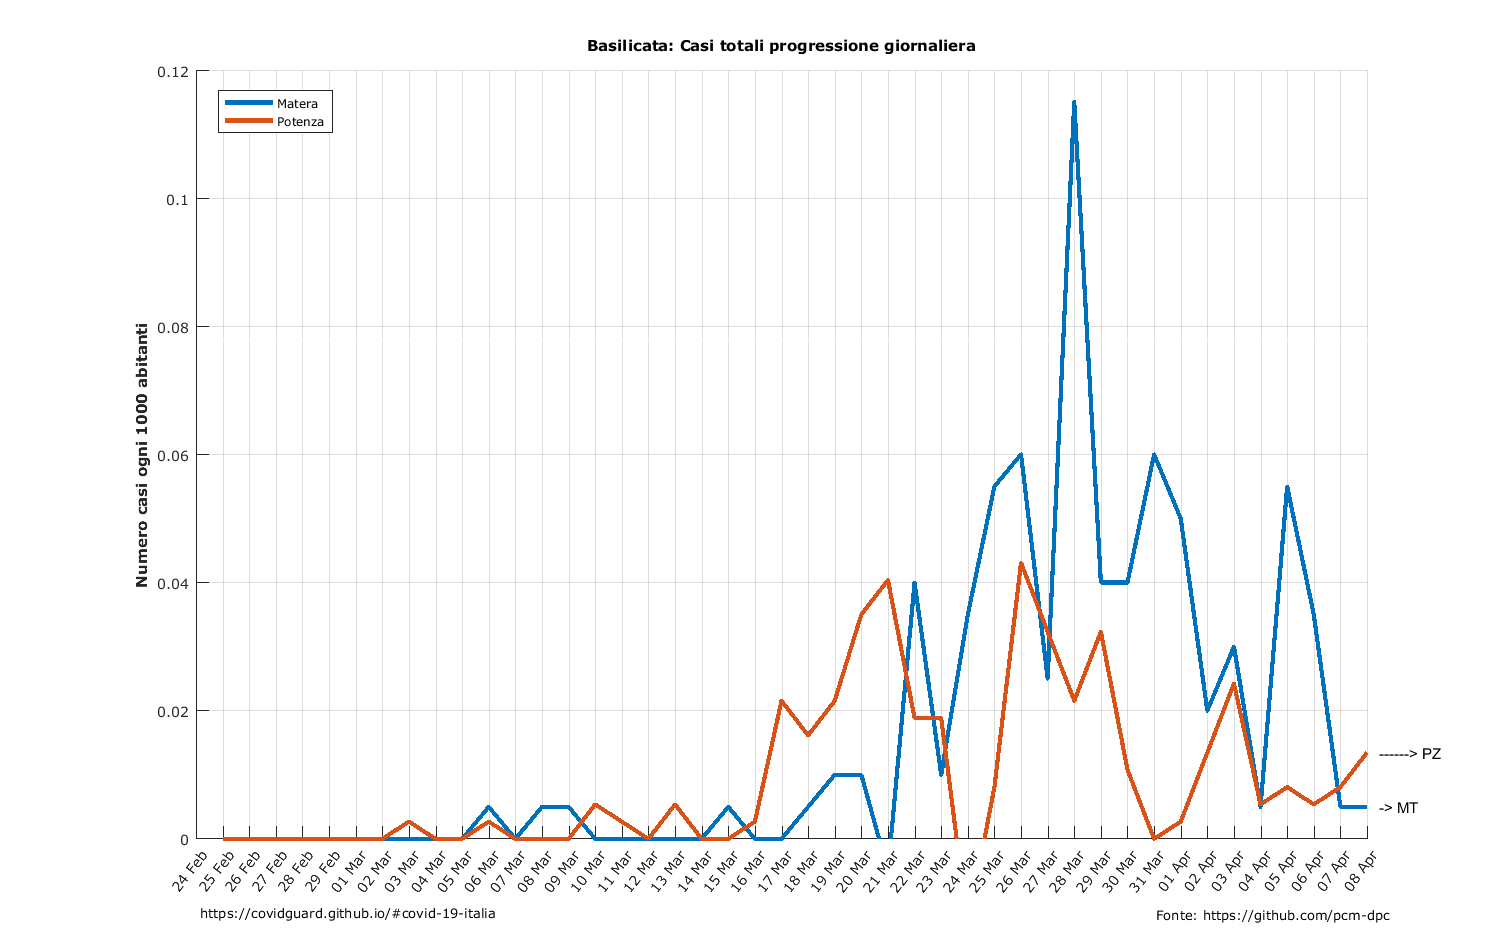 Basilicata: Casi totali progressione giornaliera
Numero casi ogni 1000 abitanti
0.12
0.1
0.08
0.06
0.04
0.02
0
Matera
Potenza
------> PZ
-> MT
24 Feb
25 Feb
26 Feb
27 Feb
28 Feb
29 Feb
01 Mar
02 Mar
03 Mar
04 Mar
05 Mar
06 Mar
07 Mar
08 Mar
09 Mar
10 Mar
11 Mar
12 Mar
13 Mar
14 Mar
15 Mar
16 Mar
17 Mar
18 Mar
19 Mar
20 Mar
21 Mar
22 Mar
23 Mar
24 Mar
25 Mar
26 Mar
27 Mar
28 Mar
29 Mar
30 Mar
31 Mar
01 Apr
02 Apr
03 Apr
04 Apr
05 Apr
06 Apr
07 Apr
08 Apr
https://covidguard.github.io/#covid-19-italia
Fonte: https://github.com/pcm-dpc